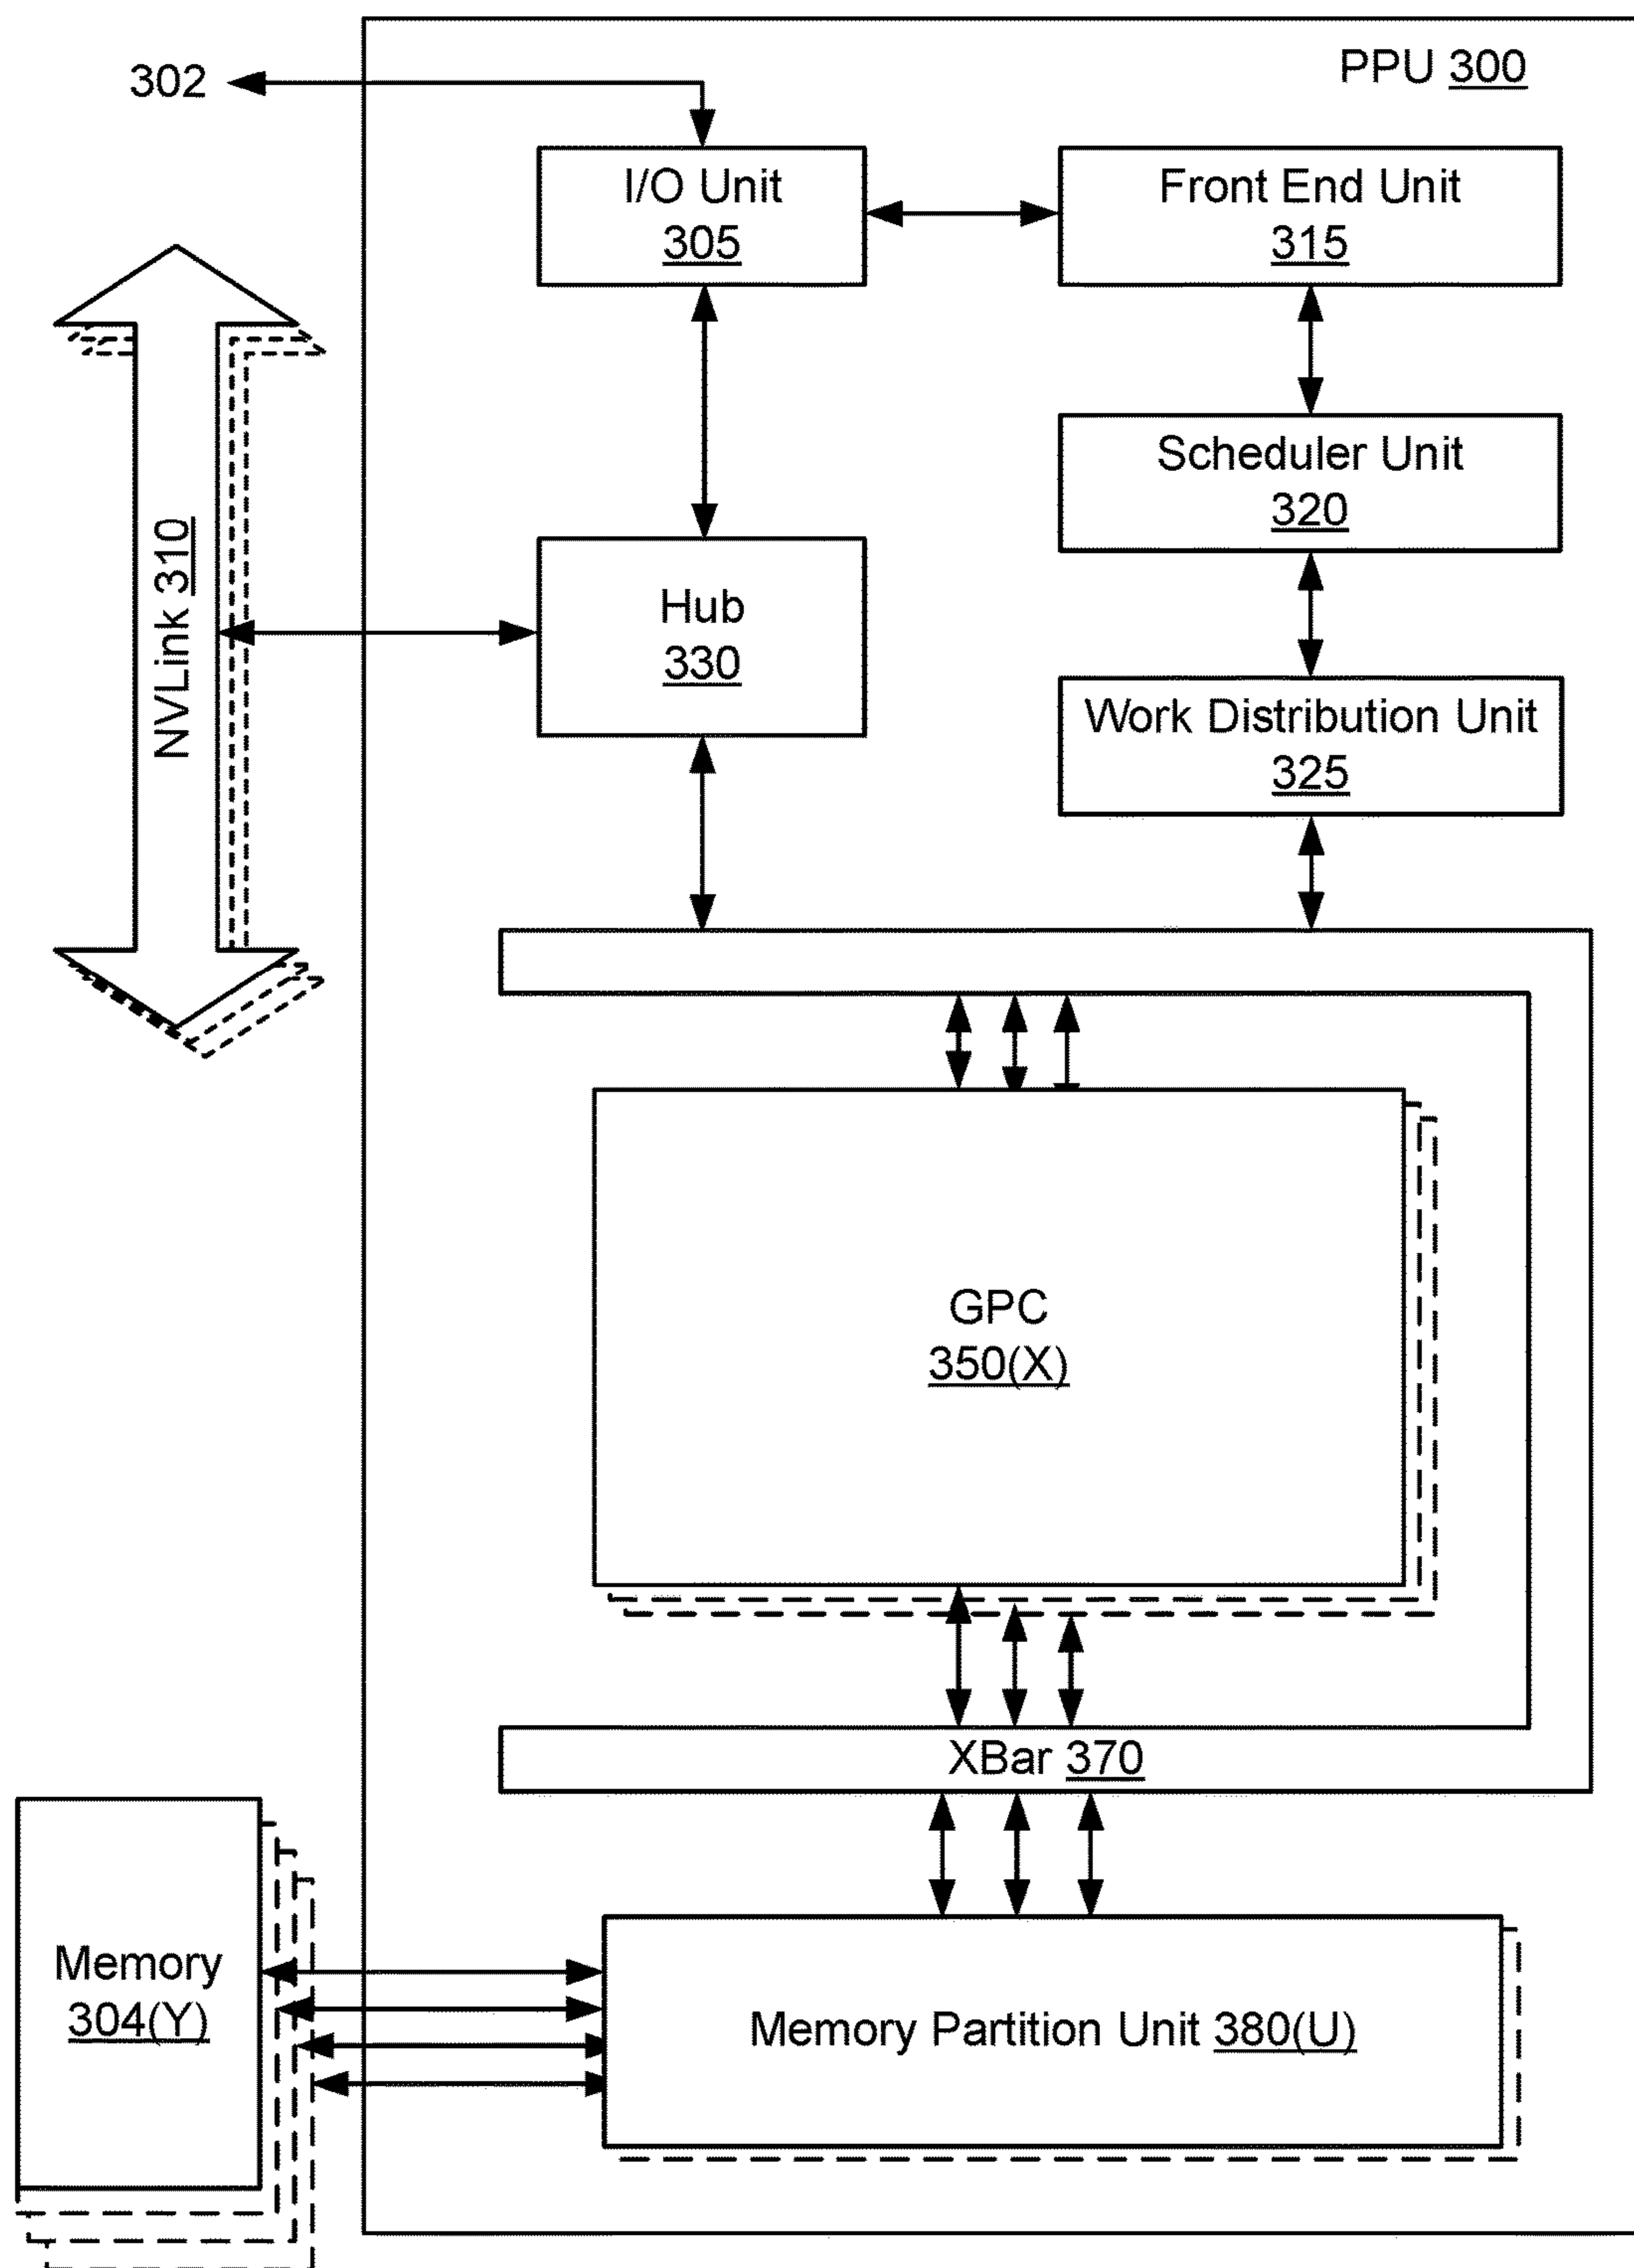 PPU 300
302
I/O Unit
305
Front End Unit
315
Scheduler Unit
320
NVLink 310
Hub
330
Work Distribution Unit
325
GPC
350(X)
XBar 370
Memory
304(Y)
Memory Partition Unit 380(U)